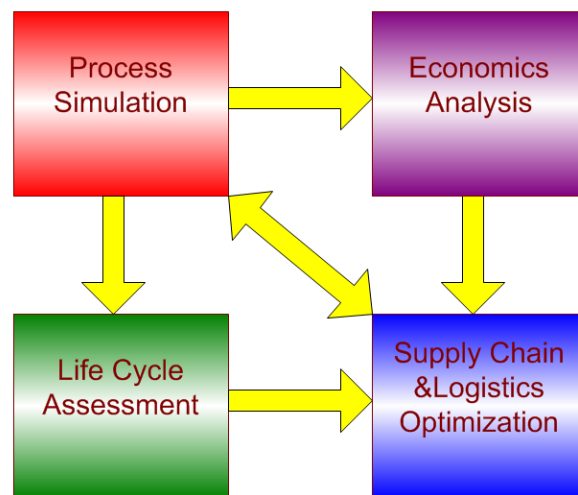 Process
Simulation
Economics
Analysis
Life Cycle
Assessment
Supply Chain
&Logistics
Optimization